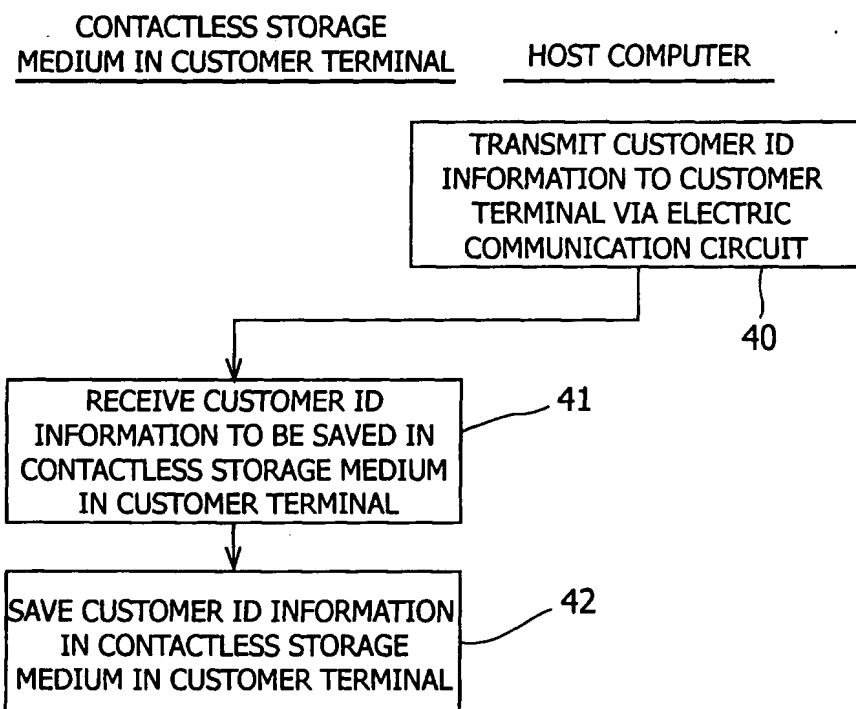 CONTACTLESS STORAGE
MEDIUM IN CUSTOMER TERMINAL
HOST COMPUTER
TRANSMIT CUSTOMER ID
INFORMATION TO CUSTOMER
TERMINAL VIA ELECTRIC
COMMUNICATION CIRCUIT
40
RECEIVE CUSTOMER ID
INFORMATION TO BE SAVED IN
CONTACTLESS STORAGE MEDIUM
IN CUSTOMER TERMINAL
41
SAVE CUSTOMER ID INFORMATION
IN CONTACTLESS STORAGE
MEDIUM IN CUSTOMER TERMINAL
42